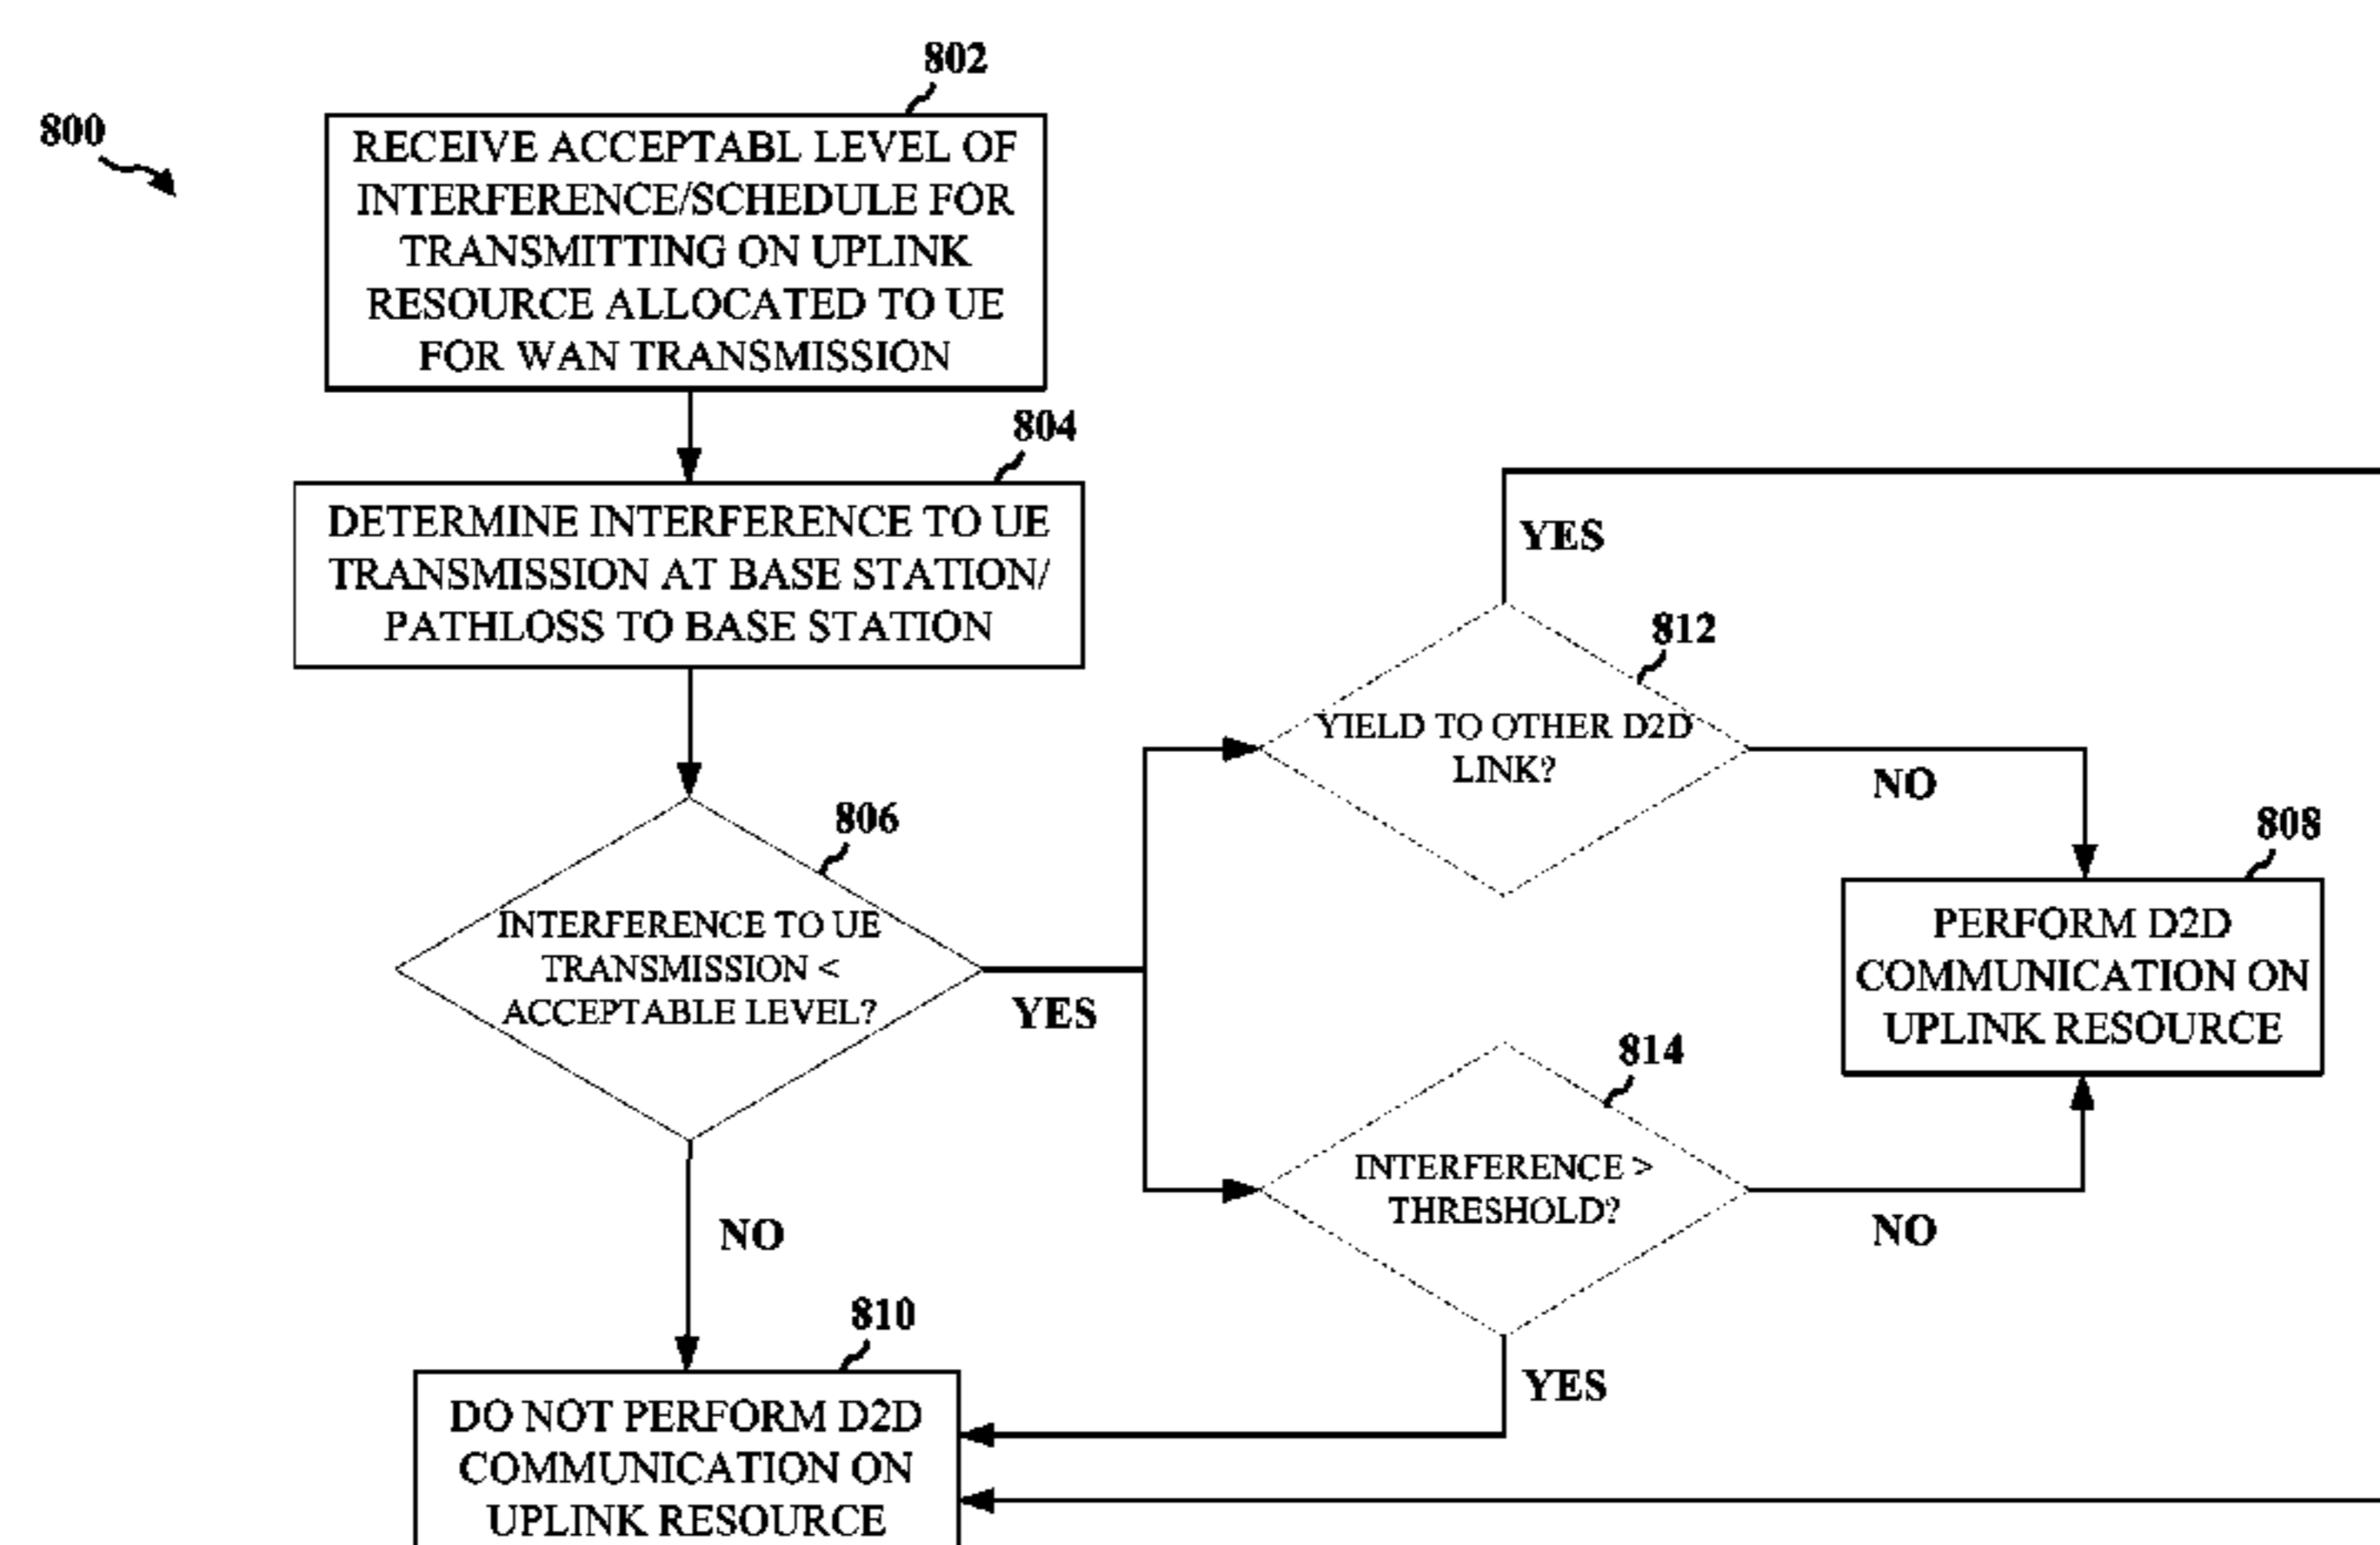 800
802
RECEIVE ACCEPTABL LEVEL OF
INTERFERENCE/SCHEDULE FOR
TRANSMITTING ON UPLINK
RESOURCE ALLOCATED TO UE
FOR WAN TRANSMISSION
804
DETERMINE INTERFERENCE TO UE
TRANSMISSION AT BASE STATION/
PATHLOSS TO BASE STATION
806
INTERFERENCE TO UE
TRANSMISSION <
ACCEPTABLE LEVEL?
YES
NO
YES
812
YIELD TO OTHER D2D
LINK?
NO
808
PERFORM D2D
COMMUNICATION ON
UPLINK RESOURCE
814
INTERFERENCE >
THRESHOLD?
NO
YES
810
DO NOT PERFORM D2D
COMMUNICATION ON
UPLINK RESOURCE